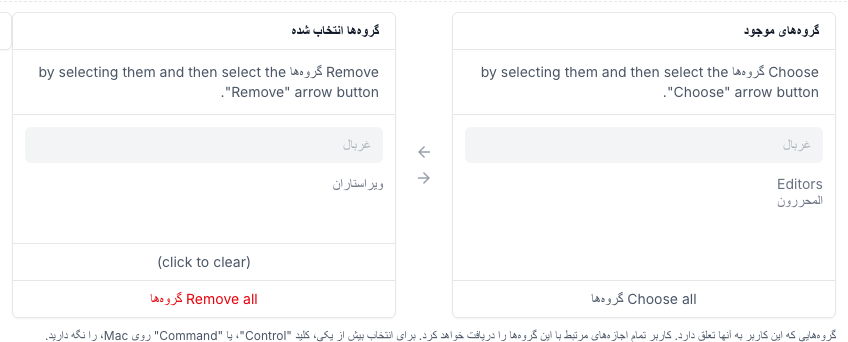 گروه‌های موجود
Choose گروه‌ها by selecting them and then select the
"Choose" arrow button.
غربال
Editors
المحررون
Choose all گروه‌ها
گروه‌ها انتخاب شده
Remove گروه‌ها by selecting them and then select the
"Remove" arrow button.
غربال
ویراستاران
(click to clear)
Remove all گروه‌ها
گروه‌هایی که این کاربر به آنها تعلق دارد. کاربر تمام اجازه‌های مرتبط با این گروه‌ها را دریافت خواهد کرد. برای انتخاب بیش از یکی، کلید "Control"، یا "Command" روی Mac، را نگه دارید.